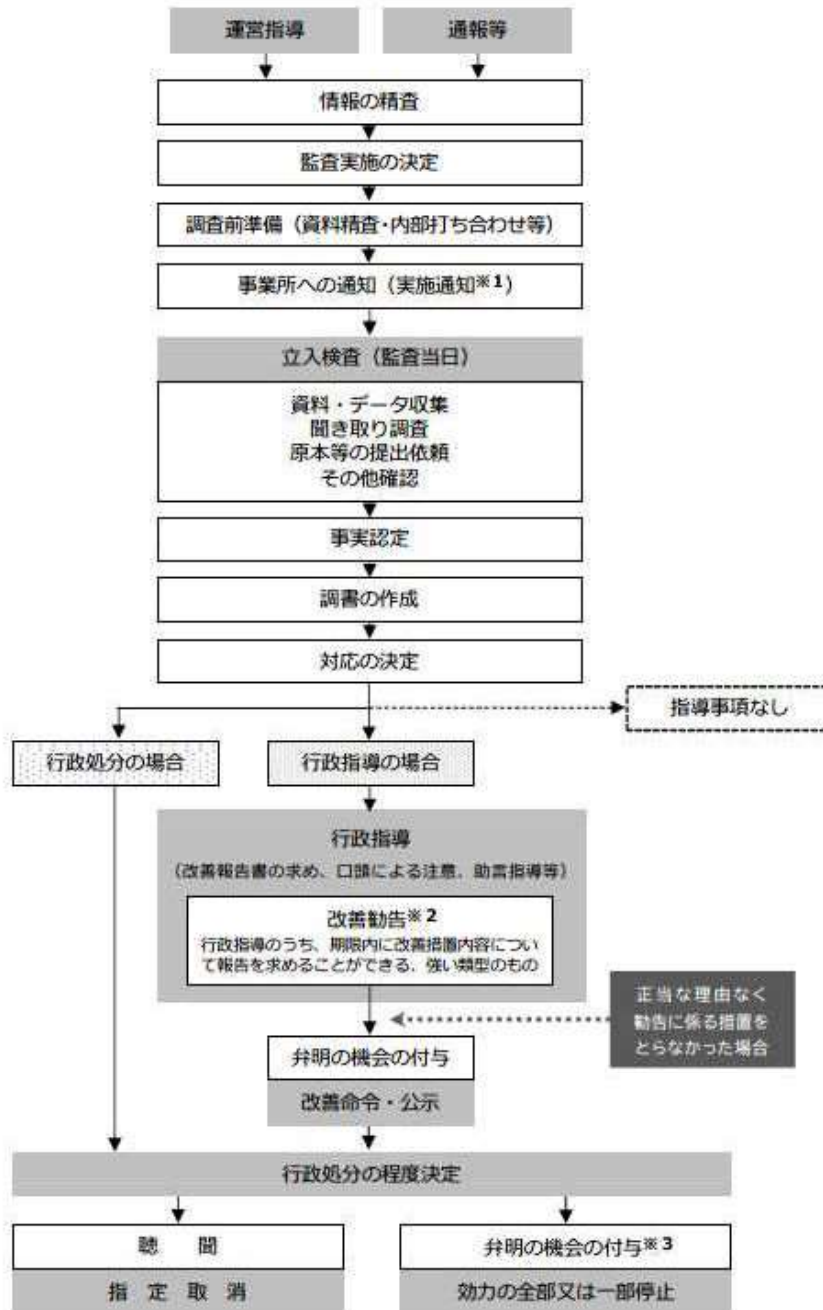 運営指導
通報等
情報の精査
監査実施の決定
調査前準備（資料精査・内部打ち合わせ等）
事業所への通知（実施通知※1）
立入検査（監査当日）
資料・データ収集
聞き取り調査
原本等の提出依頼
その他確認
事実認定
調書の作成
対応の決定
指導事項なし
行政処分の場合
行政指導の場合
行政指導
（改善報告書の求め、口頭による注意、助言指導等）
改善勧告※2
行政指導のうち、期限内に改善措置内容につい
て報告を求めることができる、強い類型のもの
正当な理由なく
勧告に係る措置を
とらなかった場合
弁明の機会の付与
改善命令・公示
行政処分の程度決定
聴　聞
指　定　取　消
弁明の機会の付与※3
効力の全部又は一部停止